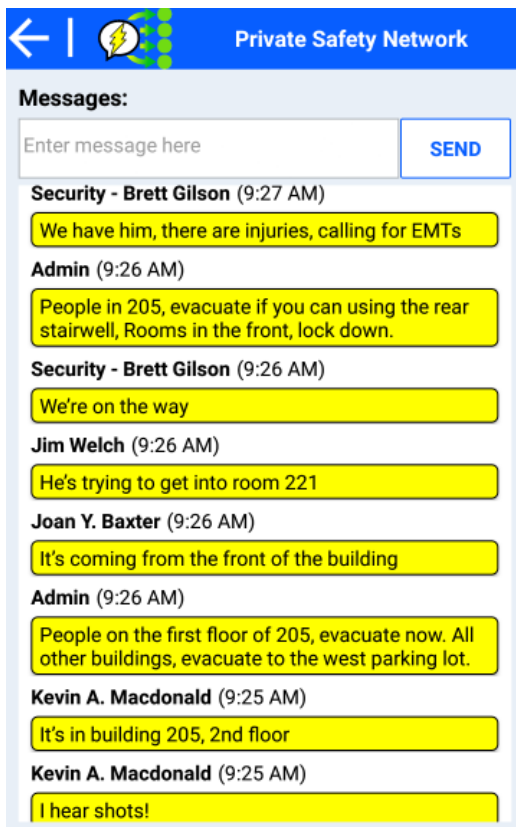 Private Safety Network
Messages:
Enter message here
SEND
Security - Brett Gilson (9:27 AM)
We have him, there are injuries, calling for EMTs
Admin (9:26 AM)
People in 205, evacuate if you can using the rear
stairwell, Rooms in the front, lock down.
Security - Brett Gilson (9:26 AM)
We're on the way
Jim Welch (9:26 AM)
He's trying to get into room 221
Joan Y. Baxter (9:26 AM)
It's coming from the front of the building
Admin (9:26 AM)
People on the first floor of 205, evacuate now. All
other buildings, evacuate to the west parking lot.
Kevin A. Macdonald (9:25 AM)
It's in building 205, 2nd floor
Kevin A. Macdonald (9:25 AM)
I hear shots!